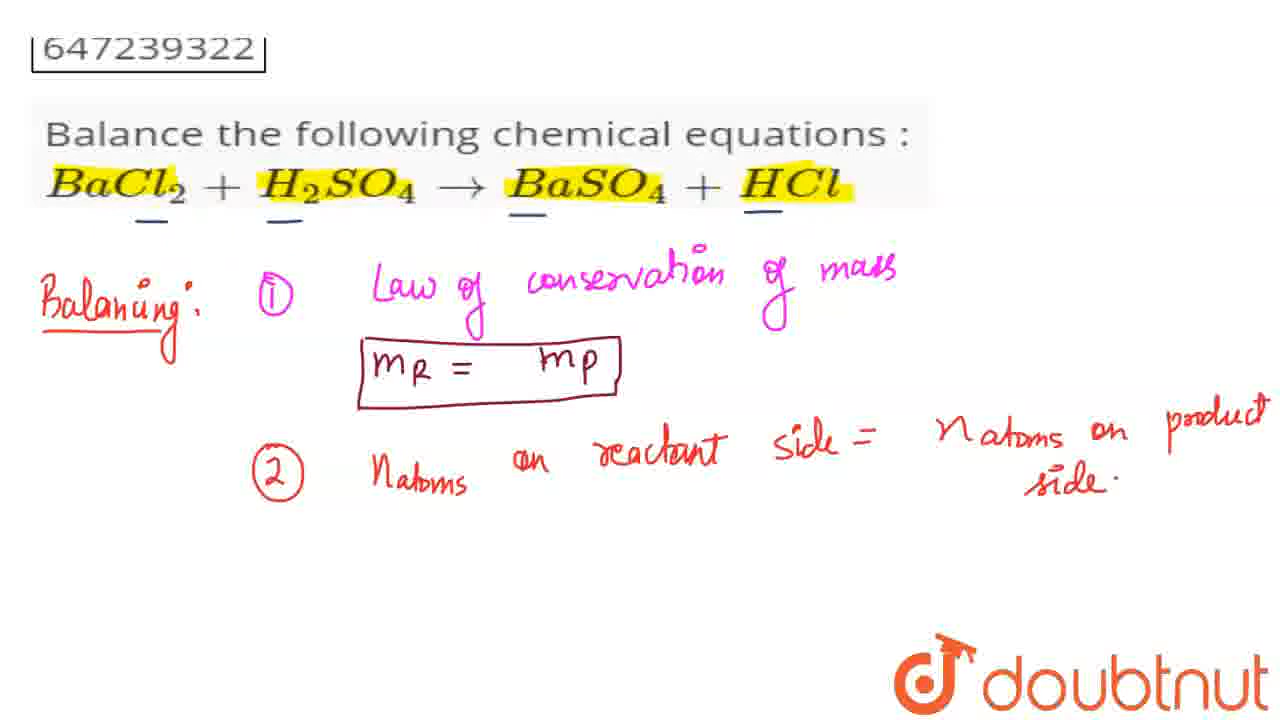 647239322
Balance the following chemical equations :
BaCl₂ + H₂SO₄ → BaSO₄ + HCl
Balancing: ① Law of conservation of mass
mR = mP
② natoms on reactant side = natoms on product
side.
doubtnut